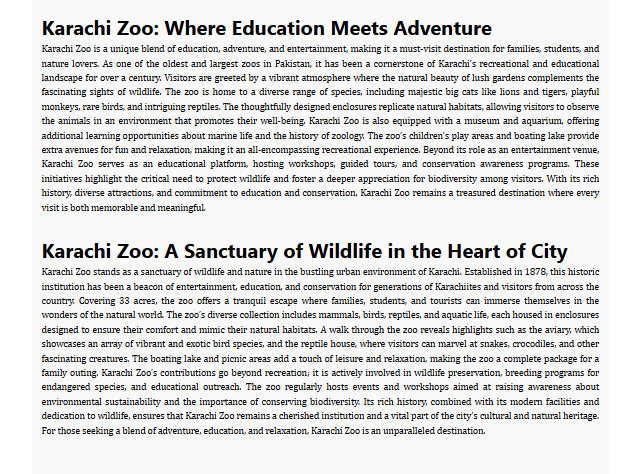 Karachi Zoo: Where Education Meets Adventure
Karachi Zoo is a unique blend of education, adventure, and entertainment, making it a must-visit destination for families, students, and
nature lovers. As one of the oldest and largest zoos in Pakistan, it has been a cornerstone of Karachi's recreational and educational
landscape for over a century. Visitors are greeted by a vibrant atmosphere where the natural beauty of lush gardens complements the
fascinating sights of wildlife. The zoo is home to a diverse range of species, including majestic big cats like lions and tigers, playful
monkeys, rare birds, and intriguing reptiles. The thoughtfully designed enclosures replicate natural habitats, allowing visitors to observe
the animals in an environment that promotes their well-being. Karachi Zoo is also equipped with a museum and aquarium, offering
additional learning opportunities about marine life and the history of zoology. The zoo's children's play areas and boating lake provide
extra avenues for fun and relaxation, making it an all-encompassing recreational experience. Beyond its role as an entertainment venue,
Karachi Zoo serves as an educational platform, hosting workshops, guided tours, and conservation awareness programs. These
initiatives highlight the critical need to protect wildlife and foster a deeper appreciation for biodiversity among visitors. With its rich
history, diverse attractions, and commitment to education and conservation, Karachi Zoo remains a treasured destination where every
visit is both memorable and meaningful.
Karachi Zoo: A Sanctuary of Wildlife in the Heart of City
Karachi Zoo stands as a sanctuary of wildlife and nature in the bustling urban environment of Karachi. Established in 1878, this historic
institution has been a beacon of entertainment, education, and conservation for generations of Karachiites and visitors from across the
country. Covering 33 acres, the zoo offers a tranquil escape where families, students, and tourists can immerse themselves in the
wonders of the natural world. The zoo's diverse collection includes mammals, birds, reptiles, and aquatic life, each housed in enclosures
designed to ensure their comfort and mimic their natural habitats. A walk through the zoo reveals highlights such as the aviary, which
showcases an array of vibrant and exotic bird species, and the reptile house, where visitors can marvel at snakes, crocodiles, and other
fascinating creatures. The boating lake and picnic areas add a touch of leisure and relaxation, making the zoo a complete package for a
family outing. Karachi Zoo's contributions go beyond recreation; it is actively involved in wildlife preservation, breeding programs for
endangered species, and educational outreach. The zoo regularly hosts events and workshops aimed at raising awareness about
environmental sustainability and the importance of conserving biodiversity. Its rich history, combined with its modern facilities and
dedication to wildlife, ensures that Karachi Zoo remains a cherished institution and a vital part of the city's cultural and natural heritage.
For those seeking a blend of adventure, education, and relaxation, Karachi Zoo is an unparalleled destination.